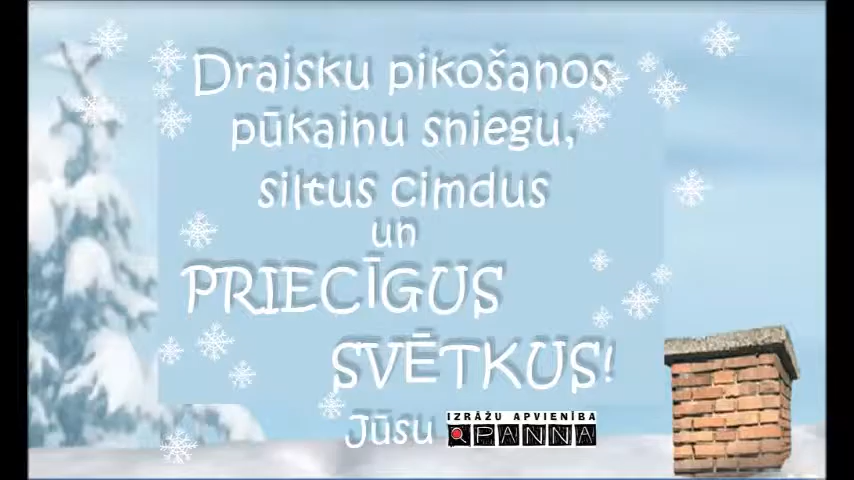 Draisku pikošanos
pūkainu sniegu,
siltus cimdus
un
PRIECĪGUS
SVĒTKUS!
Jūsu IZRĀŽU APVIENĪBA
PANNA